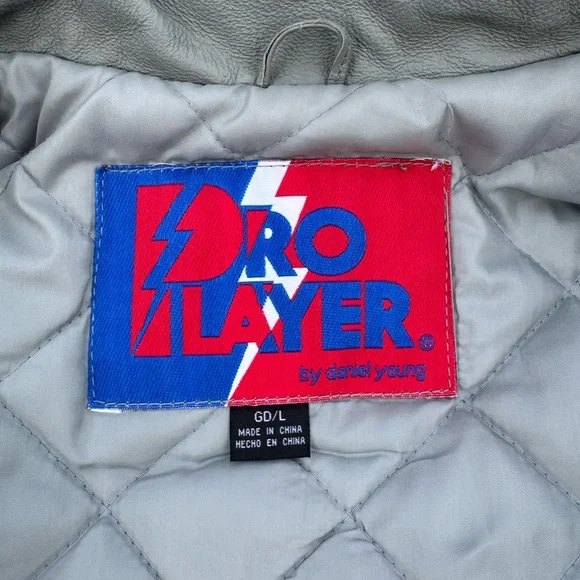 PRO
PLAYER®
by daniel young
GD/L
MADE IN CHINA
HECHO EN CHINA